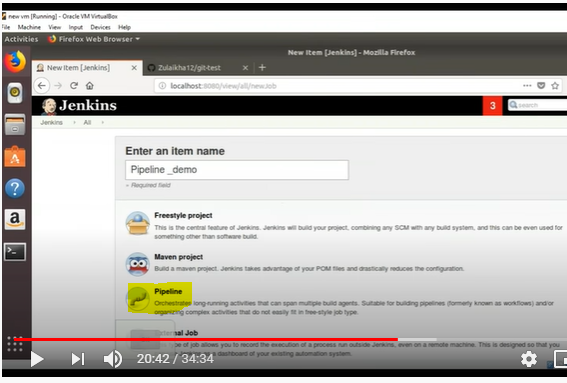 new vm [Running] - Oracle VM VirtualBox
File Machine View Input Devices Help
Activities Firefox Web Browser
New Item [Jenkins] - Mozilla Firefox
New Item [Jenkins] Zulaikha12/git-test
localhost:8080/view/all/newJob
Jenkins 3 search
Jenkins All
Enter an item name
Pipeline _demo
» Required field
Freestyle project
This is the central feature of Jenkins. Jenkins will build your project, combining any SCM with any build system, and this can be even used for
something other than software build.
Maven project
Build a maven project. Jenkins takes advantage of your POM files and drastically reduces the configuration.
Pipeline
Orchestrates long-running activities that can span multiple build agents. Suitable for building pipelines (formerly known as workflows) and/or
organizing complex activities that do not easily fit in free-style job type.
ernal Job
type of job allows you to record the execution of a process run outside Jenkins, even on a remote machine. This is designed so that you
dashboard of your existing automation system.
20:42 / 34:34